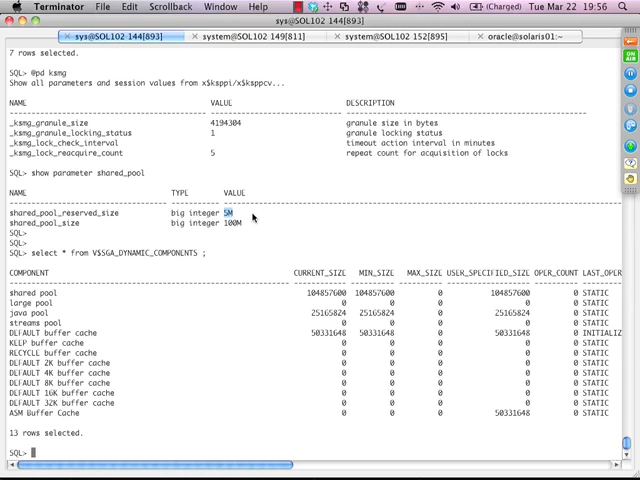 Terminator File Edit Scrollback Window Help (Charged) Tue Mar 22 19:56
sys@SOL102 144[893]
sys@SOL102 144[893] system@SOL102 149[811] system@SOL102 152[895] oracle@solaris01:~
7 rows selected.
SQL> @pd ksmg
Show all parameters and session values from x$ksppi/x$ksppcv...
NAME VALUE DESCRIPTION
_ksmg_granule_size 4194304 granule size in bytes
_ksmg_granule_locking_status 1 granule locking status
_ksmg_lock_check_interval timeout action interval in minutes
_ksmg_lock_reacquire_count 5 repeat count for acquisition of locks
SQL> show parameter shared_pool
NAME TYPE VALUE
shared_pool_reserved_size big integer 5M
shared_pool_size big integer 100M
SQL>
SQL>
SQL> select * from V$SGA_DYNAMIC_COMPONENTS ;
COMPONENT CURRENT_SIZE MIN_SIZE MAX_SIZE USER_SPECIFIED_SIZE OPER_COUNT LAST_OPER
shared pool 104857600 104857600 0 104857600 0 STATIC
large pool 0 0 0 0 0 STATIC
java pool 25165824 25165824 0 25165824 0 STATIC
streams pool 0 0 0 0 0 STATIC
DEFAULT buffer cache 50331648 50331648 0 50331648 0 INITIALIZ
KEEP buffer cache 0 0 0 0 0 STATIC
RECYCLE buffer cache 0 0 0 0 0 STATIC
DEFAULT 2K buffer cache 0 0 0 0 0 STATIC
DEFAULT 4K buffer cache 0 0 0 0 0 STATIC
DEFAULT 8K buffer cache 0 0 0 0 0 STATIC
DEFAULT 16K buffer cache 0 0 0 0 0 STATIC
DEFAULT 32K buffer cache 0 0 0 0 0 STATIC
ASM Buffer Cache 0 0 0 50331648 0 STATIC
13 rows selected.
SQL>
ON AIR